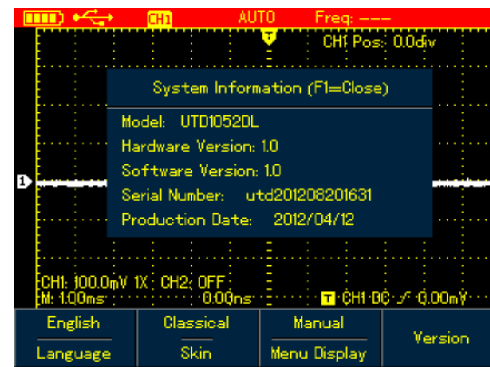 CH1 AUTO Freq: ---
T
CH1 Pos: 0.0div
System Information (F1=Close)
Model: UTD1052DL
Hardware Version: 1.0
Software Version: 1.0
Serial Number: utd201208201631
Production Date: 2012/04/12
1
CH1: 100.0mV 1X CH2: OFF
M: 1.00ms 0.00ns T CH1 DC 0.00mV
English Classical Manual Version
Language Skin Menu Display